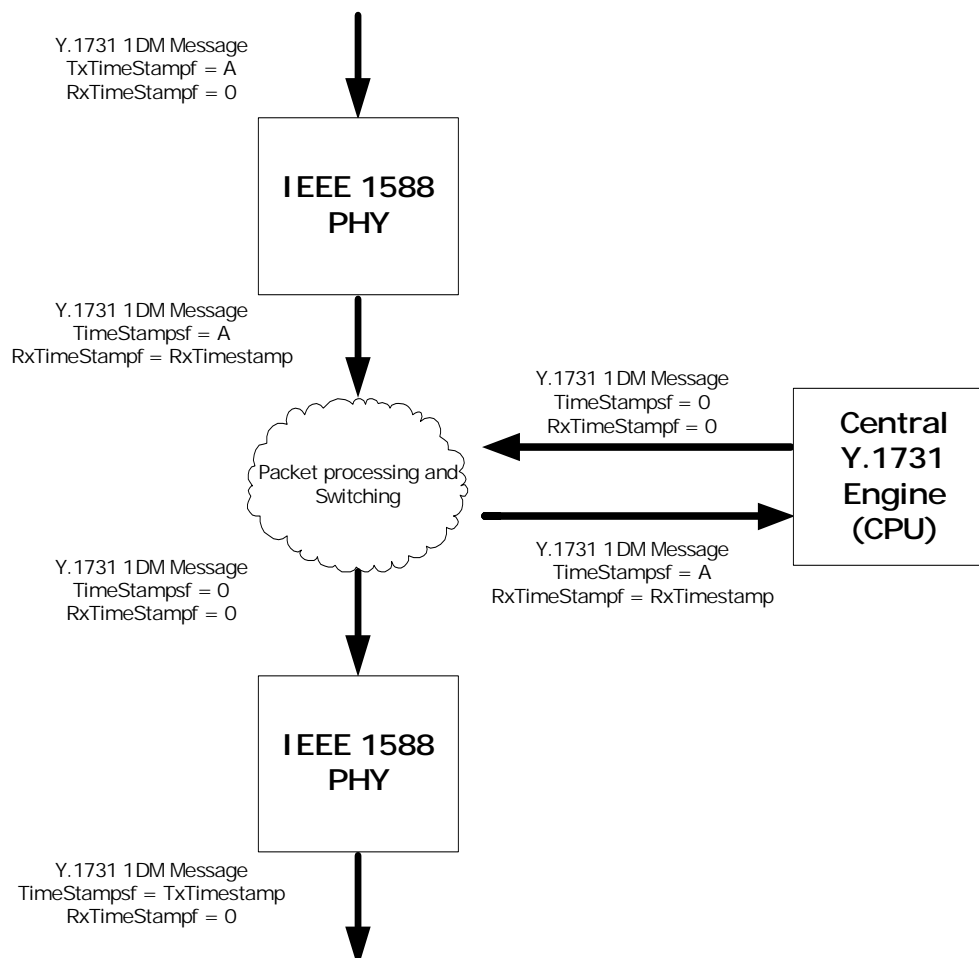 Y.1731 1DM Message
TxTimeStampf = A
RxTimeStampf = 0
IEEE 1588
PHY
Y.1731 1DM Message
TimeStampsf = A
RxTimeStampf = RxTimestamp
Y.1731 1DM Message
TimeStampsf = 0
RxTimeStampf = 0
Central
Y.1731
Engine
(CPU)
Packet processing and
Switching
Y.1731 1DM Message
TimeStampsf = A
RxTimeStampf = RxTimestamp
Y.1731 1DM Message
TimeStampsf = 0
RxTimeStampf = 0
IEEE 1588
PHY
Y.1731 1DM Message
TimeStampsf = TxTimestamp
RxTimeStampf = 0